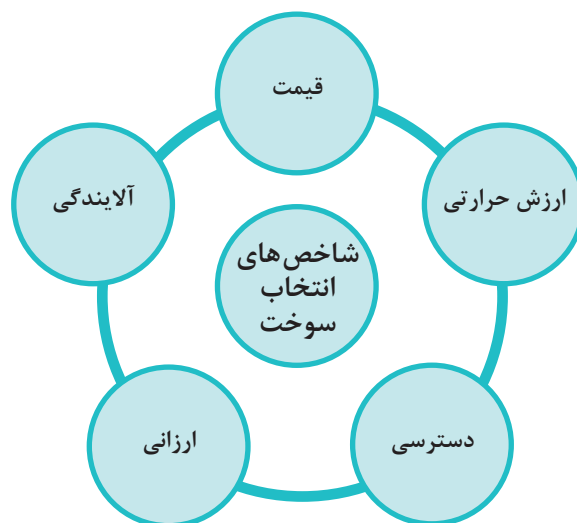 قیمت
ارزش حرارتی
آلایندگی
شاخص‌های
انتخاب
سوخت
دسترسی
ارزانی